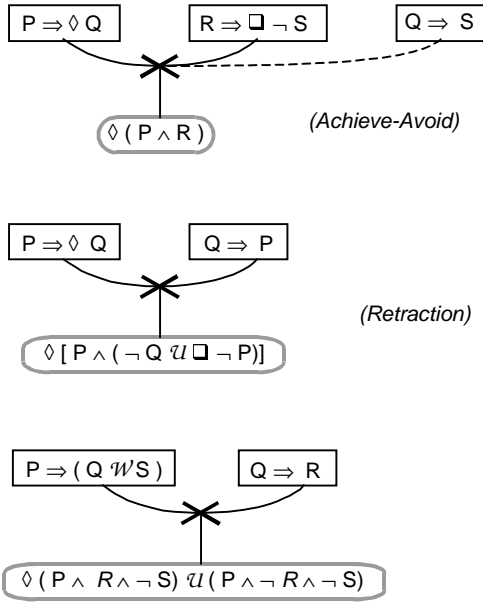 P ⇒ ◊ Q R ⇒ ❑ ¬ S Q ⇒ S
◊ ( P ∧ R )
(Achieve-Avoid)
P ⇒ ◊ Q Q ⇒ P
(Retraction)
◊ [ P ∧ ( ¬ Q 𝒰 ❑ ¬ P)]
P ⇒ ( Q 𝒲 S ) Q ⇒ R
◊ ( P ∧ R ∧ ¬ S) 𝒰 ( P ∧ ¬ R ∧ ¬ S)